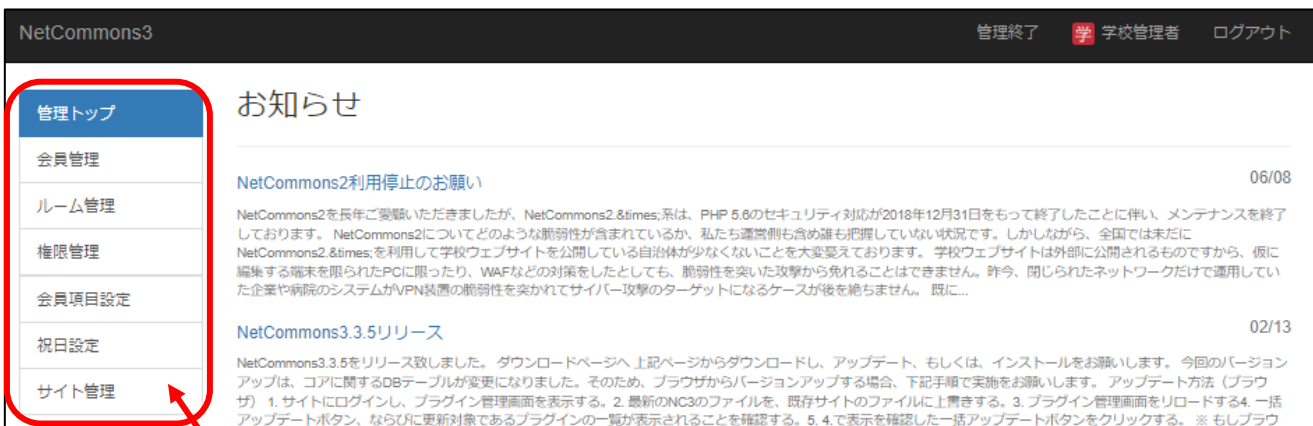 NetCommons3 管理終了 学 学校管理者 ログアウト
管理トップ
会員管理
ルーム管理
権限管理
会員項目設定
祝日設定
サイト管理
お知らせ
NetCommons2利用停止のお願い 06/08
NetCommons2を長年ご愛顧いただきましたが、NetCommons2.&times;系は、PHP 5.6のセキュリティ対応が2018年12月31日をもって終了したことに伴い、メンテナンスを終了
しております。 NetCommons2についてどのような脆弱性が含まれているか、私たち運営側も含め誰も把握していない状況です。しかしながら、全国では未だに
NetCommons2.&times;を利用して学校ウェブサイトを公開している自治体が少なくないことを大変憂えております。 学校ウェブサイトは外部に公開されるものですから、仮に
編集する端末を限られたPCに限ったり、WAFなどの対策をしたとしても、脆弱性を突いた攻撃から免れることはできません。昨今、閉じられたネットワークだけで運用してい
た企業や病院のシステムがVPN装置の脆弱性を突かれてサイバー攻撃のターゲットになるケースが後を絶ちません。 既に...
NetCommons3.3.5リリース 02/13
NetCommons3.3.5をリリース致しました。 ダウンロードページへ 上記ページからダウンロードし、アップデート、もしくは、インストールをお願いします。 今回のバージョン
アップは、コアに関するDBテーブルが変更になりました。そのため、ブラウザからバージョンアップする場合、下記手順で実施をお願いします。 アップデート方法（ブラウ
ザ） 1. サイトにログインし、プラグイン管理画面を表示する。2. 最新のNC3のファイルを、既存サイトのファイルに上書きする。3. プラグイン管理画面をリロードする4. 一括
アップデートボタン、ならびに更新対象であるプラグインの一覧が表示されることを確認する。5. 4.で表示を確認した一括アップデートボタンをクリックする。 ※ もしブラウ